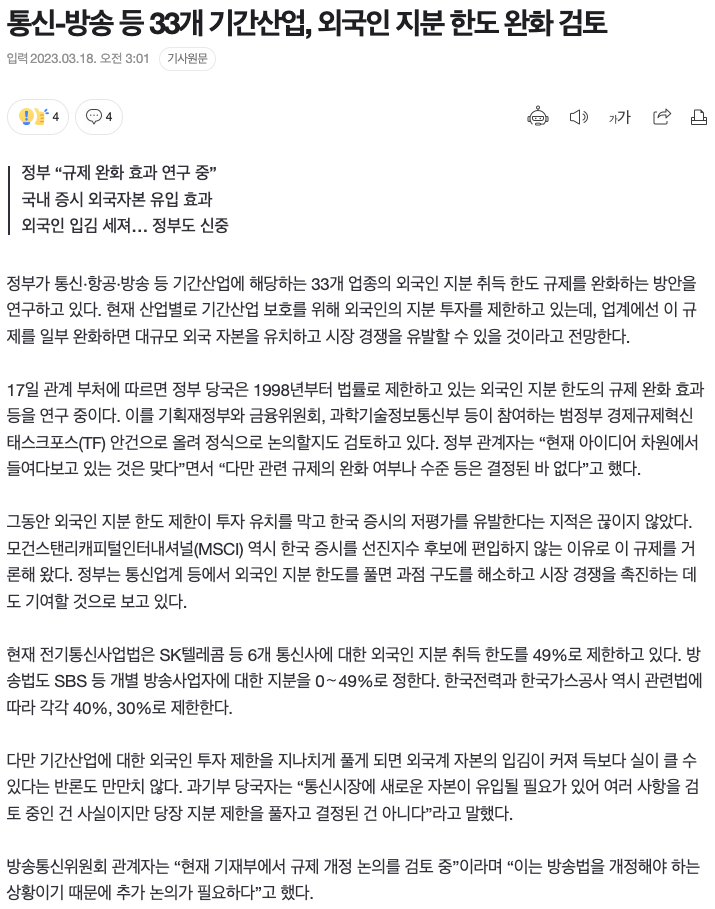 통신-방송 등 33개 기간산업, 외국인 지분 한도 완화 검토
입력 2023.03.18. 오전 3:01 기사원문
4 4
가가
정부 “규제 완화 효과 연구 중”
국내 증시 외국자본 유입 효과
외국인 입김 세져… 정부도 신중
정부가 통신·항공·방송 등 기간산업에 해당하는 33개 업종의 외국인 지분 취득 한도 규제를 완화하는 방안을
연구하고 있다. 현재 산업별로 기간산업 보호를 위해 외국인의 지분 투자를 제한하고 있는데, 업계에선 이 규
제를 일부 완화하면 대규모 외국 자본을 유치하고 시장 경쟁을 유발할 수 있을 것이라고 전망한다.
17일 관계 부처에 따르면 정부 당국은 1998년부터 법률로 제한하고 있는 외국인 지분 한도의 규제 완화 효과
등을 연구 중이다. 이를 기획재정부와 금융위원회, 과학기술정보통신부 등이 참여하는 범정부 경제규제혁신
태스크포스(TF) 안건으로 올려 정식으로 논의할지도 검토하고 있다. 정부 관계자는 “현재 아이디어 차원에서
들여다보고 있는 것은 맞다”면서 “다만 관련 규제의 완화 여부나 수준 등은 결정된 바 없다”고 했다.
그동안 외국인 지분 한도 제한이 투자 유치를 막고 한국 증시의 저평가를 유발한다는 지적은 끊이지 않았다.
모건스탠리캐피털인터내셔널(MSCI) 역시 한국 증시를 선진지수 후보에 편입하지 않는 이유로 이 규제를 거
론해 왔다. 정부는 통신업계 등에서 외국인 지분 한도를 풀면 과점 구도를 해소하고 시장 경쟁을 촉진하는 데
도 기여할 것으로 보고 있다.
현재 전기통신사업법은 SK텔레콤 등 6개 통신사에 대한 외국인 지분 취득 한도를 49%로 제한하고 있다. 방
송법도 SBS 등 개별 방송사업자에 대한 지분을 0~49%로 정한다. 한국전력과 한국가스공사 역시 관련법에
따라 각각 40%, 30%로 제한한다.
다만 기간산업에 대한 외국인 투자 제한을 지나치게 풀게 되면 외국계 자본의 입김이 커져 득보다 실이 클 수
있다는 반론도 만만치 않다. 과기부 당국자는 “통신시장에 새로운 자본이 유입될 필요가 있어 여러 사항을 검
토 중인 건 사실이지만 당장 지분 제한을 풀자고 결정된 건 아니다”라고 말했다.
방송통신위원회 관계자는 “현재 기재부에서 규제 개정 논의를 검토 중”이라며 “이는 방송법을 개정해야 하는
상황이기 때문에 추가 논의가 필요하다”고 했다.